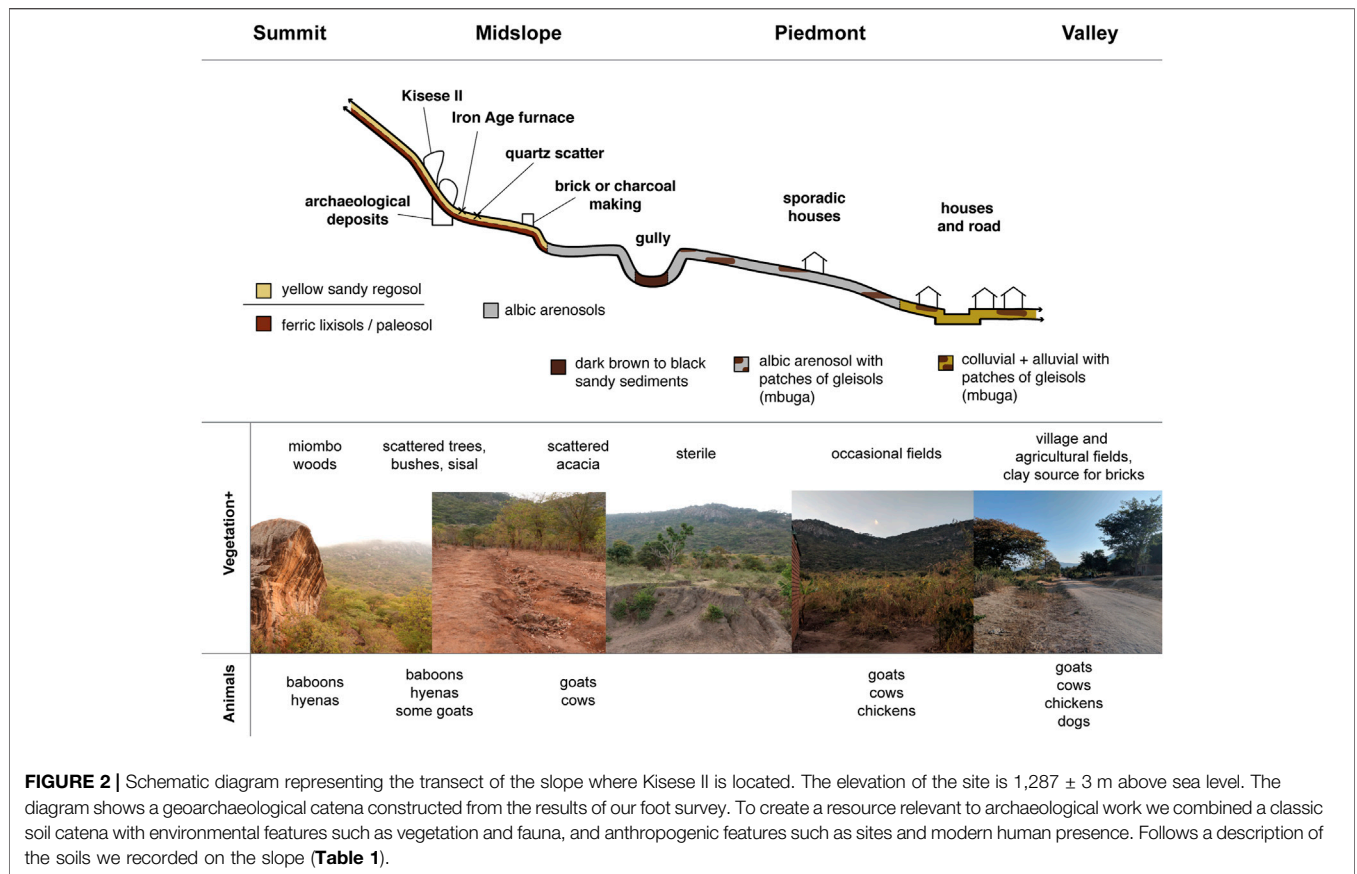 Summit Midslope Piedmont Valley
Kisese II
Iron Age furnace
quartz scatter
brick or charcoal
making
archaeological
deposits
gully
sporadic
houses
houses
and road
yellow sandy regosol
ferric lixisols / paleosol
albic arenosols
dark brown to black
sandy sediments
albic arenosol with
patches of gleisols
(mbuga)
colluvial + alluvial with
patches of gleisols
(mbuga)
Vegetation+
miombo
woods
scattered trees,
bushes, sisal
scattered
acacia
sterile
occasional fields
village and
agricultural fields,
clay source for bricks
Animals
baboons
hyenas
baboons
hyenas
some goats
goats
cows
goats
cows
chickens
goats
cows
chickens
dogs
FIGURE 2 | Schematic diagram representing the transect of the slope where Kisese II is located. The elevation of the site is 1,287 ± 3 m above sea level. The
diagram shows a geoarchaeological catena constructed from the results of our foot survey. To create a resource relevant to archaeological work we combined a classic
soil catena with environmental features such as vegetation and fauna, and anthropogenic features such as sites and modern human presence. Follows a description of
the soils we recorded on the slope (Table 1).